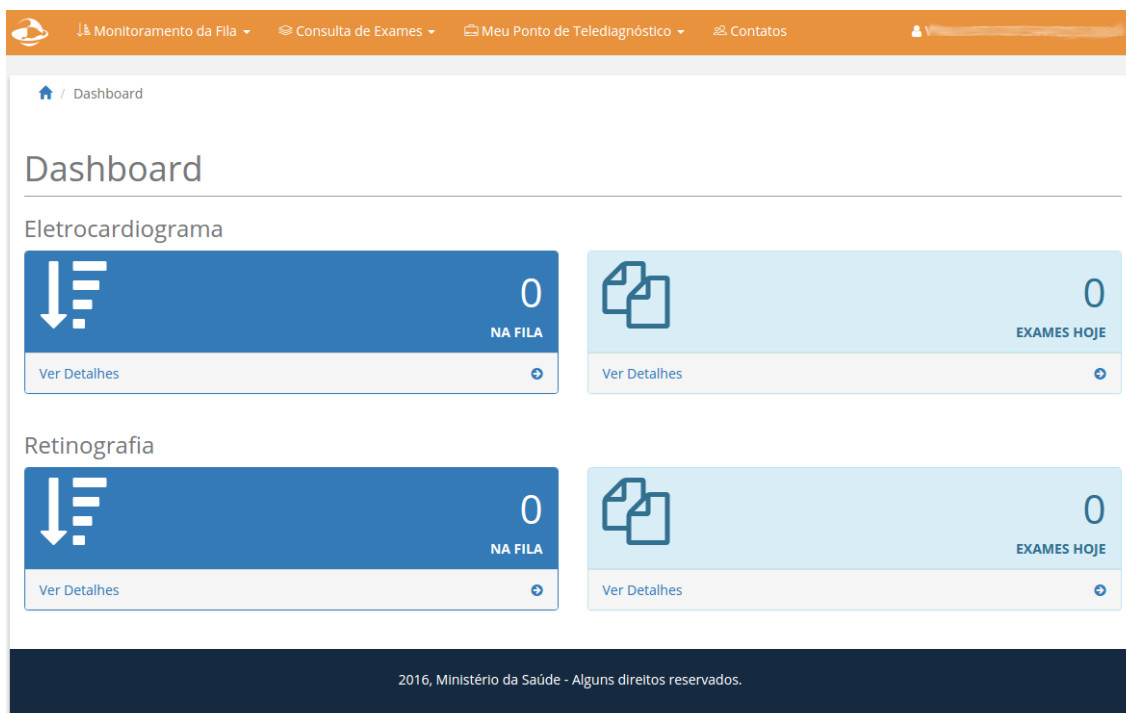 Monitoramento da Fila Consulta de Exames Meu Ponto de Telediagnóstico Contatos
/ Dashboard
Dashboard
Eletrocardiograma
0 0
NA FILA EXAMES HOJE
Ver Detalhes Ver Detalhes
Retinografia
0 0
NA FILA EXAMES HOJE
Ver Detalhes Ver Detalhes
2016, Ministério da Saúde - Alguns direitos reservados.